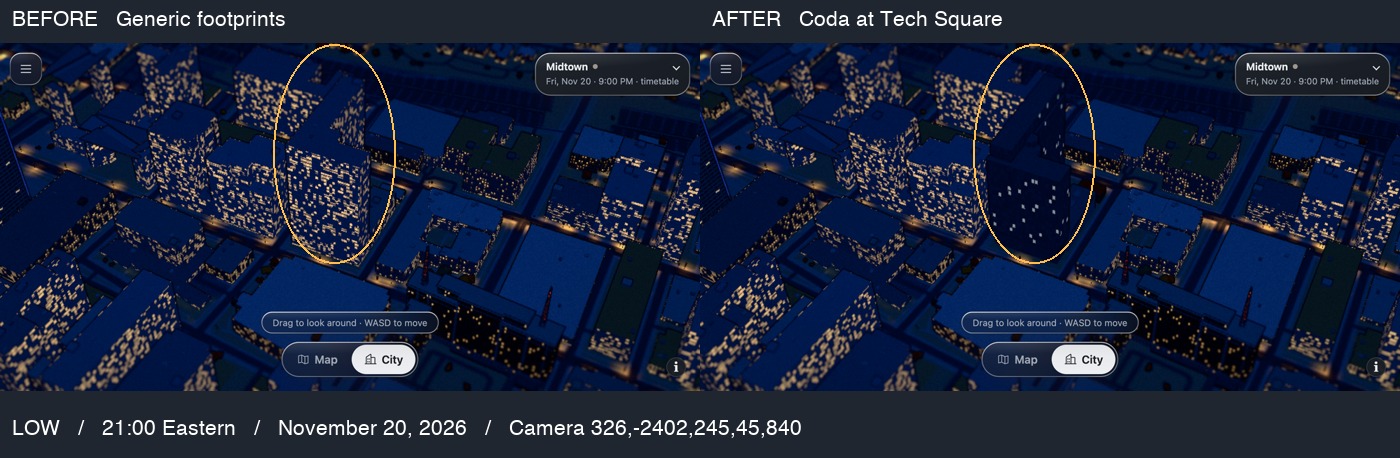 BEFORE Generic footprints
AFTER Coda at Tech Square
Midtown
Fri, Nov 20 · 9:00 PM · timetable
Drag to look around · WASD to move
Map City
i
Midtown
Fri, Nov 20 · 9:00 PM · timetable
Drag to look around · WASD to move
Map City
i
LOW / 21:00 Eastern / November 20, 2026 / Camera 326,-2402,245,45,840